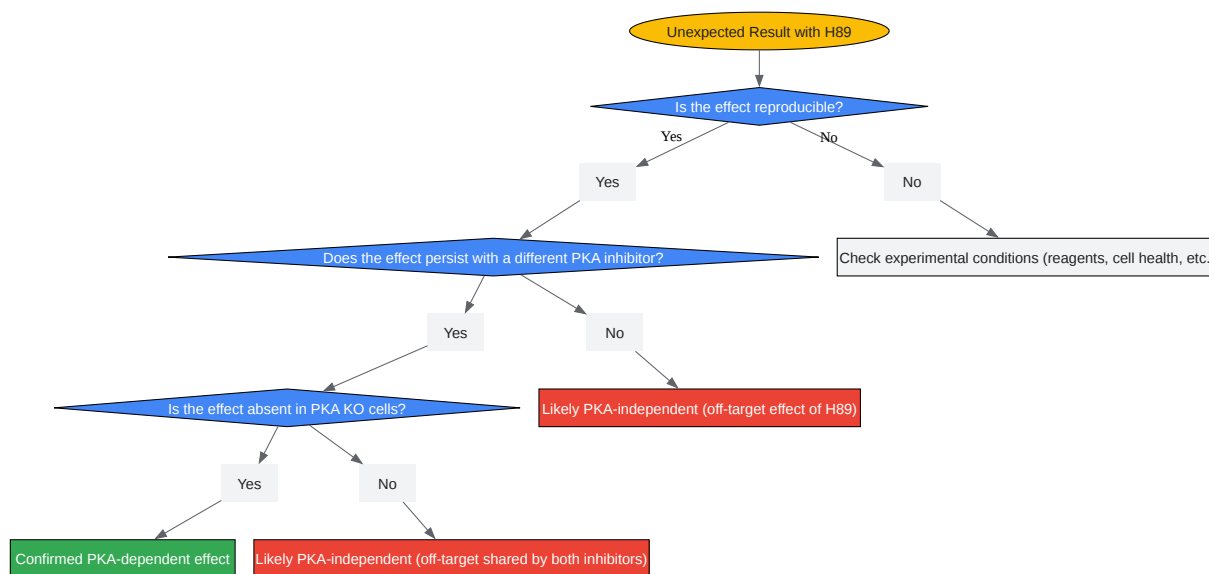 Unexpected Result with H89
Is the effect reproducible?
Yes
No
Yes
No
Does the effect persist with a different PKA inhibitor?
Check experimental conditions (reagents, cell health, etc.
Yes
No
Is the effect absent in PKA KO cells?
Likely PKA-independent (off-target effect of H89)
Yes
No
Confirmed PKA-dependent effect
Likely PKA-independent (off-target shared by both inhibitors)